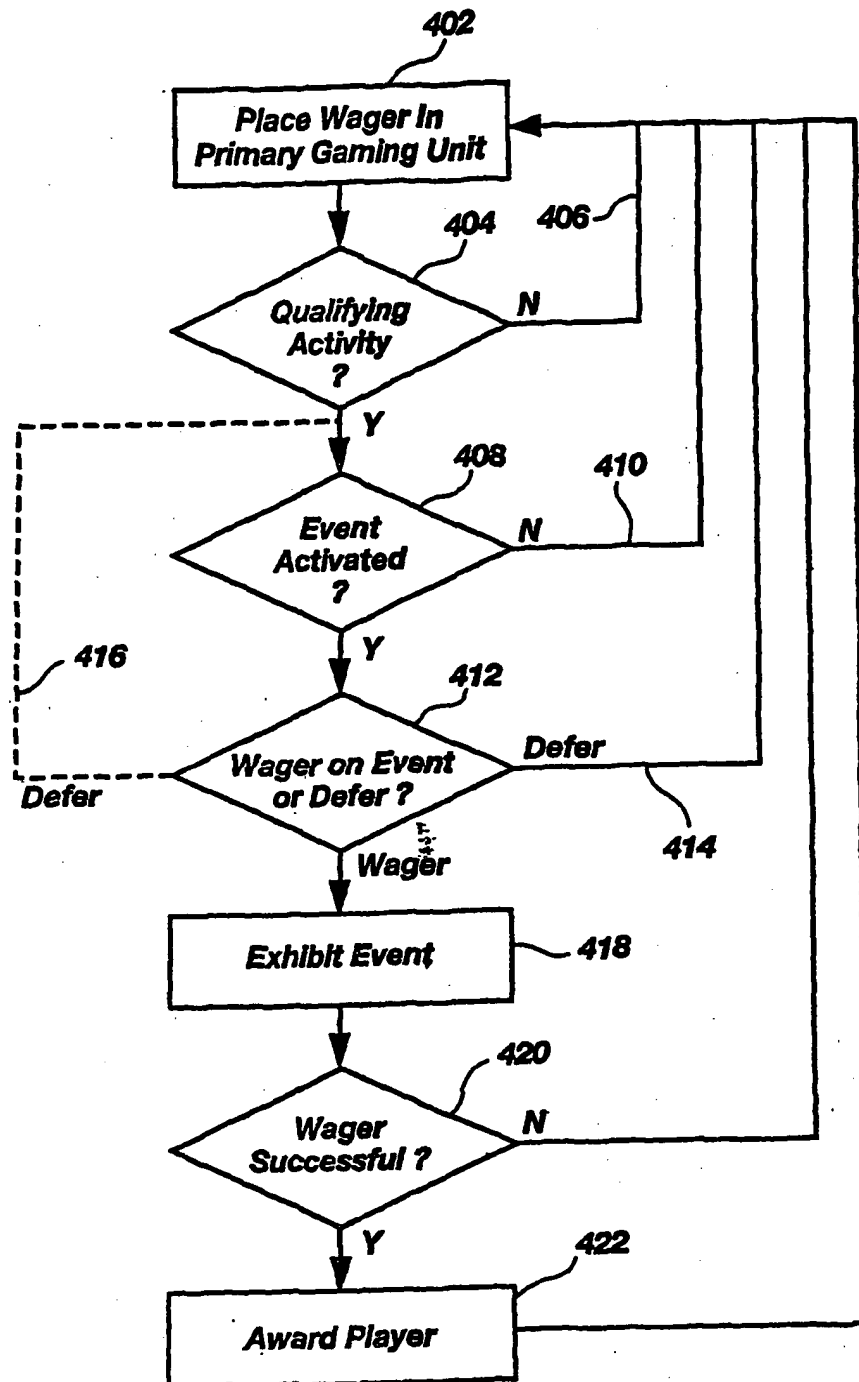 402
Place Wager In
Primary Gaming Unit
404
406
Qualifying
Activity
?
N
Y
408
410
Event
Activated
?
N
Y
416
412
Wager on Event
or Defer ?
Defer
Defer
414
Wager
Exhibit Event
418
420
Wager
Successful ?
N
Y
422
Award Player